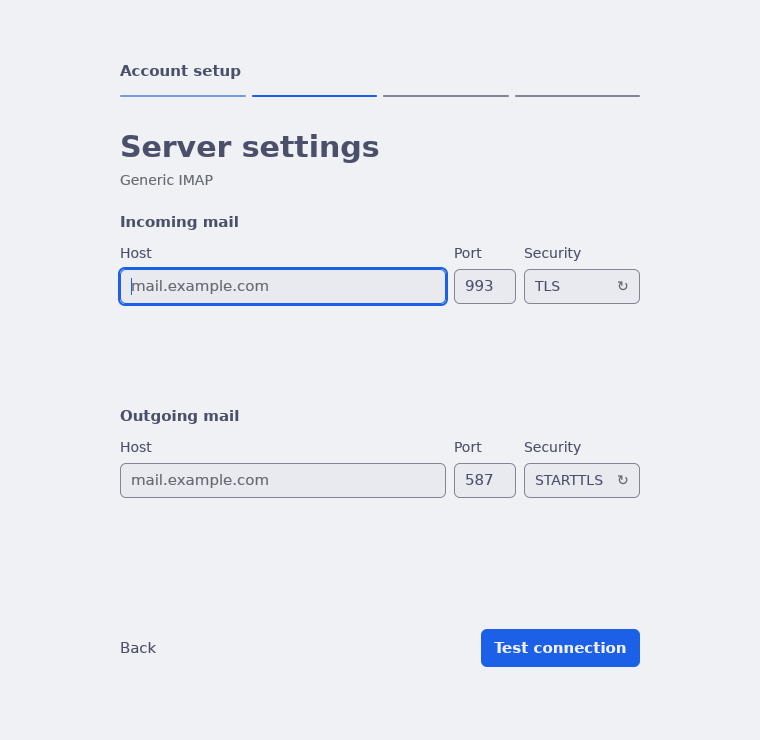 Account setup
Server settings
Generic IMAP
Incoming mail
Host Port Security
mail.example.com 993 TLS ↻
Outgoing mail
Host Port Security
mail.example.com 587 STARTTLS ↻
Back Test connection